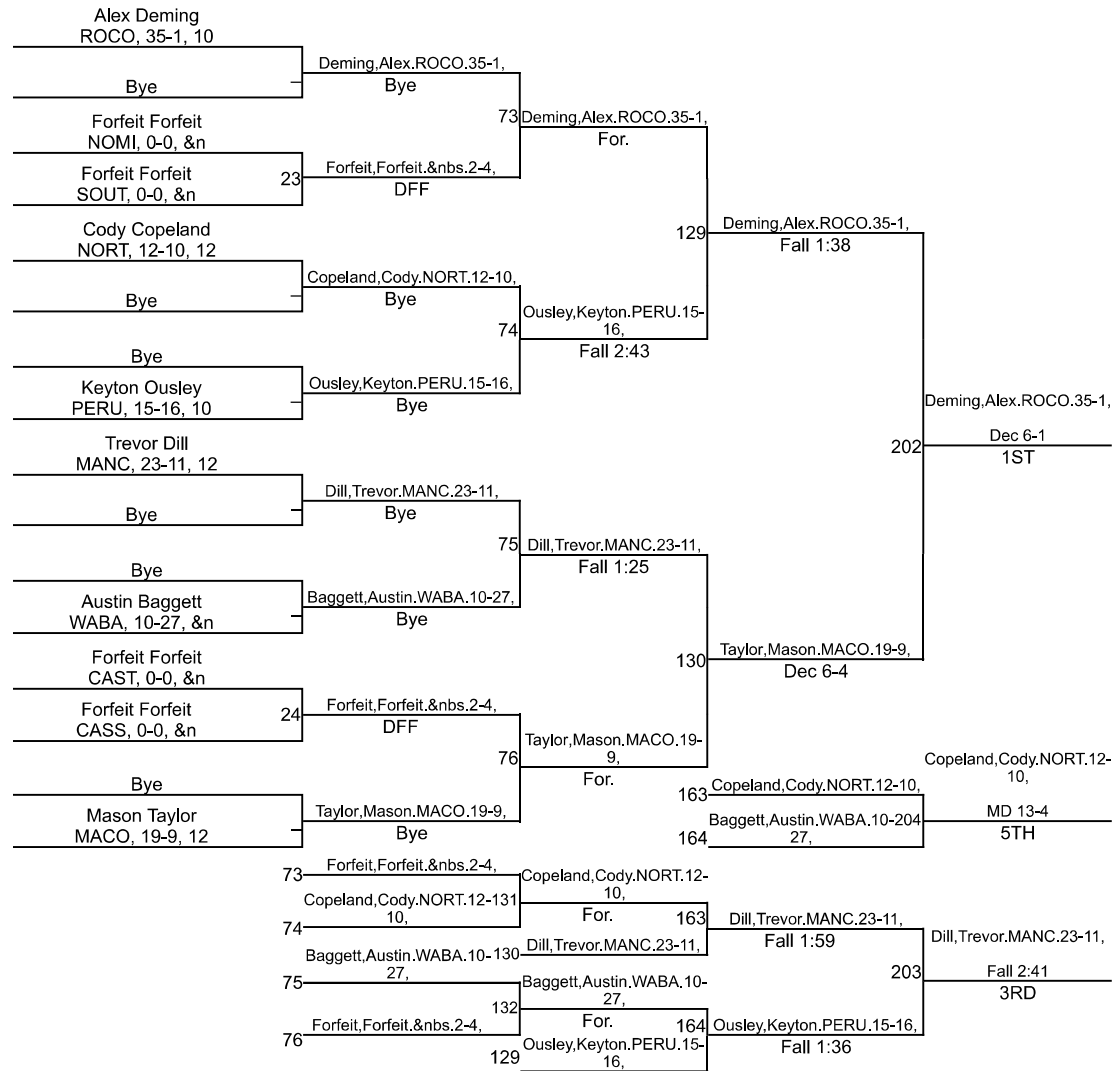 Alex Deming
ROCO, 35-1, 10
Bye
Forfeit Forfeit
NOMI, 0-0, &n
Forfeit Forfeit
SOUT, 0-0, &n
Cody Copeland
NORT, 12-10, 12
Bye
Bye
Keyton Ousley
PERU, 15-16, 10
Trevor Dill
MANC, 23-11, 12
Bye
Bye
Austin Baggett
WABA, 10-27, &n
Forfeit Forfeit
CAST, 0-0, &n
Forfeit Forfeit
CASS, 0-0, &n
Bye
Mason Taylor
MACO, 19-9, 12
Deming,Alex.ROCO.35-1,
Bye
23
Forfeit,Forfeit.&nbs.2-4,
DFF
Copeland,Cody.NORT.12-10,
Bye
Ousley,Keyton.PERU.15-16,
Bye
Dill,Trevor.MANC.23-11,
Bye
Baggett,Austin.WABA.10-27,
Bye
24
Forfeit,Forfeit.&nbs.2-4,
DFF
Taylor,Mason.MACO.19-9,
Bye
73
Deming,Alex.ROCO.35-1,
For.
74
Ousley,Keyton.PERU.15-
16,
Fall 2:43
75
Dill,Trevor.MANC.23-11,
Fall 1:25
76
Taylor,Mason.MACO.19-
9,
For.
129
Deming,Alex.ROCO.35-1,
Fall 1:38
130
Taylor,Mason.MACO.19-9,
Dec 6-4
202
Deming,Alex.ROCO.35-1,
Dec 6-1
1ST
163
Copeland,Cody.NORT.12-10,
164
Baggett,Austin.WABA.10-204
27,
Copeland,Cody.NORT.12-
10,
MD 13-4
5TH
73
Forfeit,Forfeit.&nbs.2-4,
74
Copeland,Cody.NORT.12-131
10,
75
Baggett,Austin.WABA.10-
27,
76
Forfeit,Forfeit.&nbs.2-4,
Copeland,Cody.NORT.12-
10,
For.
130
Dill,Trevor.MANC.23-11,
132
Baggett,Austin.WABA.10-
27,
For.
129
Ousley,Keyton.PERU.15-
16,
163
Dill,Trevor.MANC.23-11,
Fall 1:59
164
Ousley,Keyton.PERU.15-16,
Fall 1:36
203
Dill,Trevor.MANC.23-11,
Fall 2:41
3RD